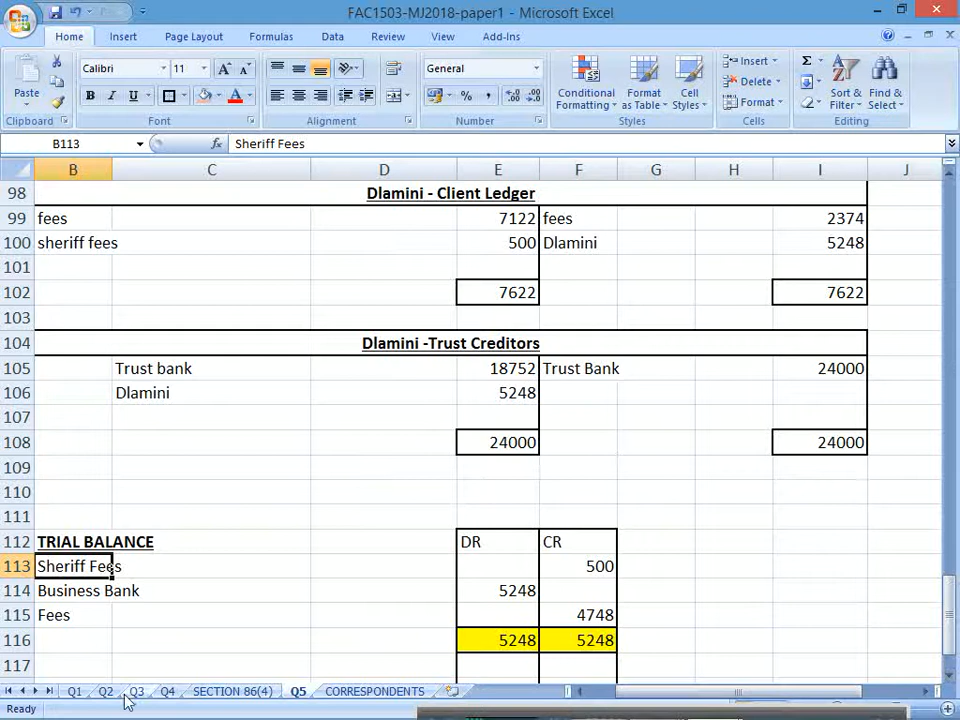 FAC1503-MJ2018-paper1 - Microsoft Excel
Home Insert Page Layout Formulas Data Review View Add-Ins
Paste Calibri 11 A A General Conditional Formatting Format as Table Cell Styles Insert Delete Format Sort & Filter Find & Select
B I U A % ,
Clipboard Font Alignment Number Styles Cells Editing
B113 fx Sheriff Fees
B C D E F G H I J
98 Dlamini - Client Ledger
99 fees 7122 fees 2374
100 sheriff fees 500 Dlamini 5248
101
102 7622 7622
103
104 Dlamini -Trust Creditors
105 Trust bank 18752 Trust Bank 24000
106 Dlamini 5248
107
108 24000 24000
109
110
111
112 TRIAL BALANCE DR CR
113 Sheriff Fees 500
114 Business Bank 5248
115 Fees 4748
116 5248 5248
117
Q1 Q2 Q3 Q4 SECTION 86(4) Q5 CORRESPONDENTS
Ready